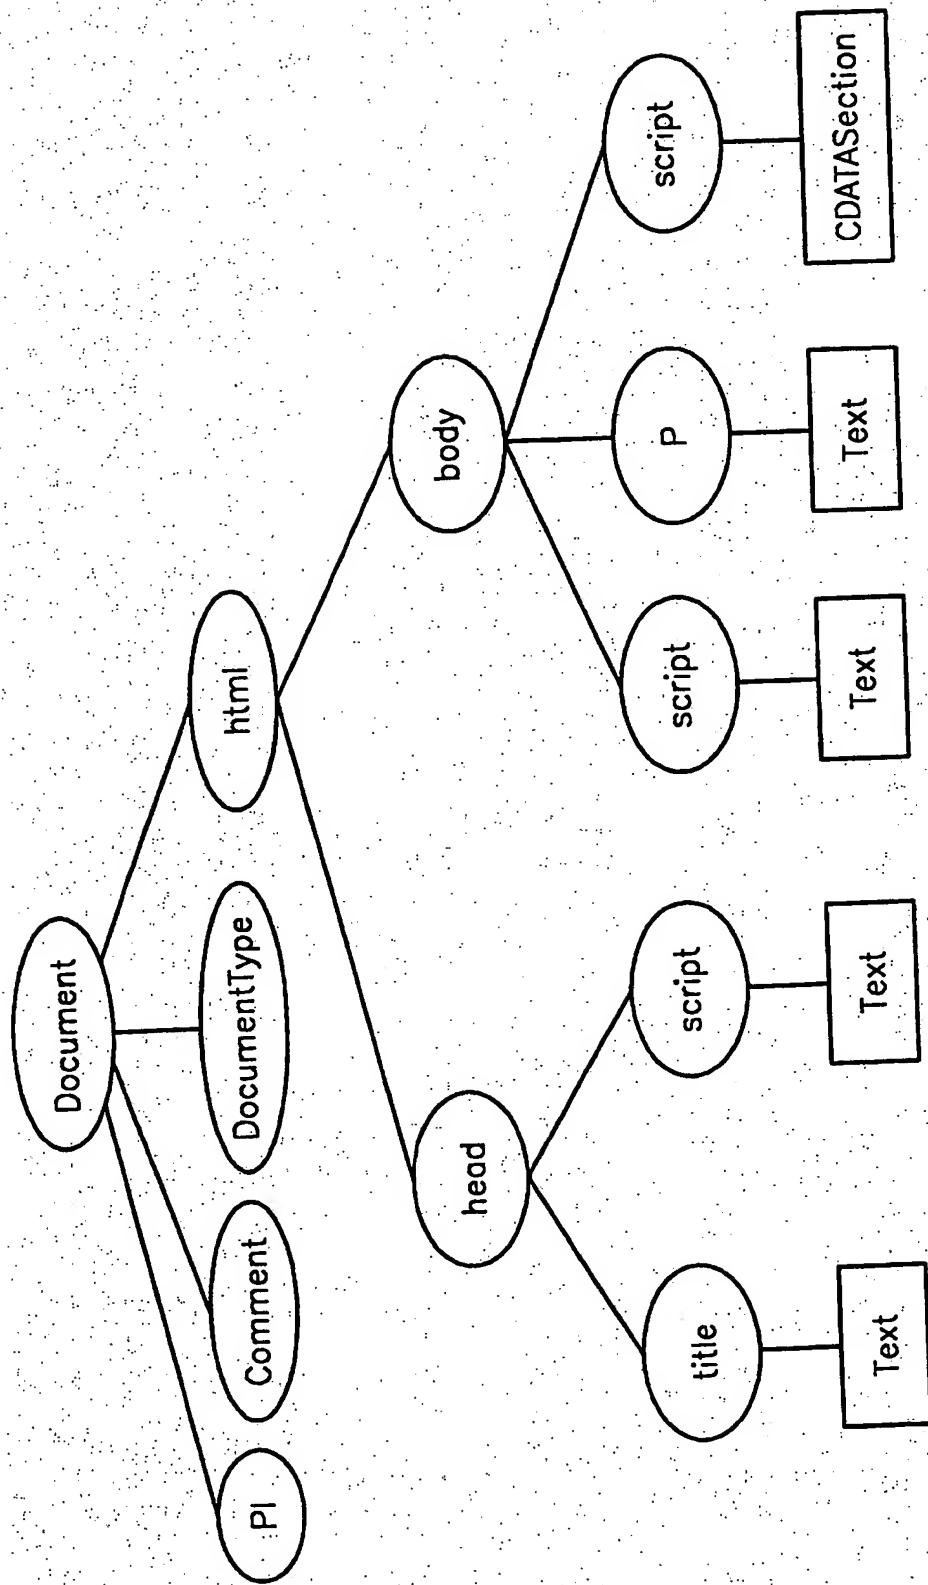 Document
PI
Comment
DocumentType
html
head
body
title
script
script
P
script
Text
Text
Text
Text
CDATASection